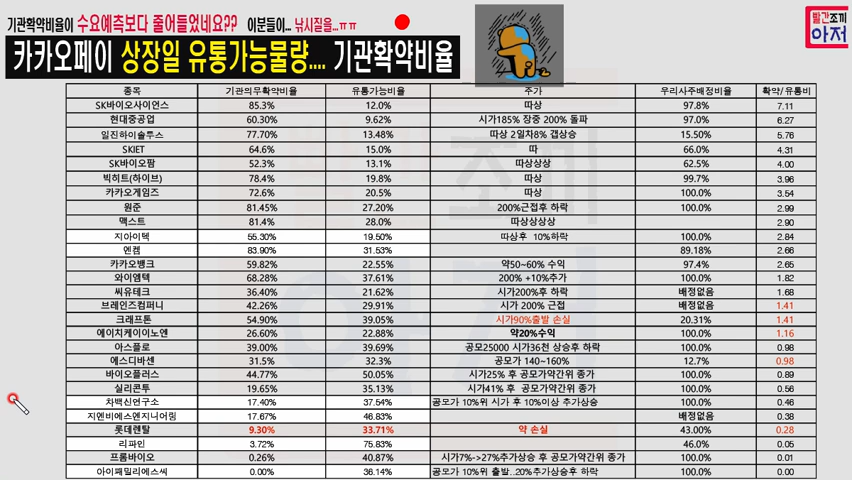 기관확약비율이 수요예측보다 줄어들었네요?? 이분들이... 낚시질을...ㅠㅠ
빨간조끼
아저
카카오페이 상장일 유통가능물량.... 기관확약비율
종목 기관의무확약비율 유통가능비율 주가 우리사주배정비율 확약/유통비
SK바이오사이언스 85.3% 12.0% 따상 97.8% 7.11
현대중공업 60.30% 9.62% 시가185% 장중 200% 돌파 97.0% 6.27
일진하이솔루스 77.70% 13.48% 따상 2일차8% 갭상승 15.50% 5.76
SKIET 64.6% 15.0% 따 66.0% 4.31
SK바이오팜 52.3% 13.1% 따상상상 62.5% 4.00
빅히트(하이브) 78.4% 19.8% 따상 99.7% 3.96
카카오게임즈 72.6% 20.5% 따상 100.0% 3.54
원준 81.45% 27.20% 200%근접후 하락 100.0% 2.99
맥스트 81.4% 28.0% 따상상상상 2.90
지아이텍 55.30% 19.50% 따상후 10%하락 100.0% 2.84
엔켐 83.90% 31.53% 89.18% 2.66
카카오뱅크 59.82% 22.55% 약50~60% 수익 97.4% 2.65
와이엠텍 68.28% 37.61% 200% +10%추가 100.0% 1.82
씨유테크 36.40% 21.62% 시가200%후 하락 배정없음 1.68
브레인즈컴퍼니 42.26% 29.91% 시가 200% 근접 배정없음 1.41
크래프톤 54.90% 39.05% 시가90%출발 손실 20.31% 1.41
에이치케이이노엔 26.60% 22.88% 약20%수익 100.0% 1.16
아스플로 39.00% 39.69% 공모25000 시가36천 상승후 하락 100.0% 0.98
에스디바센 31.5% 32.3% 공모가 140~160% 12.7% 0.98
바이오플러스 44.77% 50.05% 시가25% 후 공모가약간위 종가 100.0% 0.89
실리콘투 19.65% 35.13% 시가41% 후 공모가약간위 종가 100.0% 0.56
차백신연구소 17.40% 37.54% 공모가 10%위 시가 후 10%이상 추가상승 100.0% 0.46
지엔비에스엔지니어링 17.67% 46.83% 배정없음 0.38
롯데렌탈 9.30% 33.71% 약 손실 43.00% 0.28
리파인 3.72% 75.83% 46.0% 0.05
프롬바이오 0.26% 40.87% 시가7%->27%추가상승 후 공모가약간위 종가 100.0% 0.01
아이패밀리에스씨 0.00% 36.14% 공모가 10%위 출발..20%추가상승후 하락 100.0% 0.00